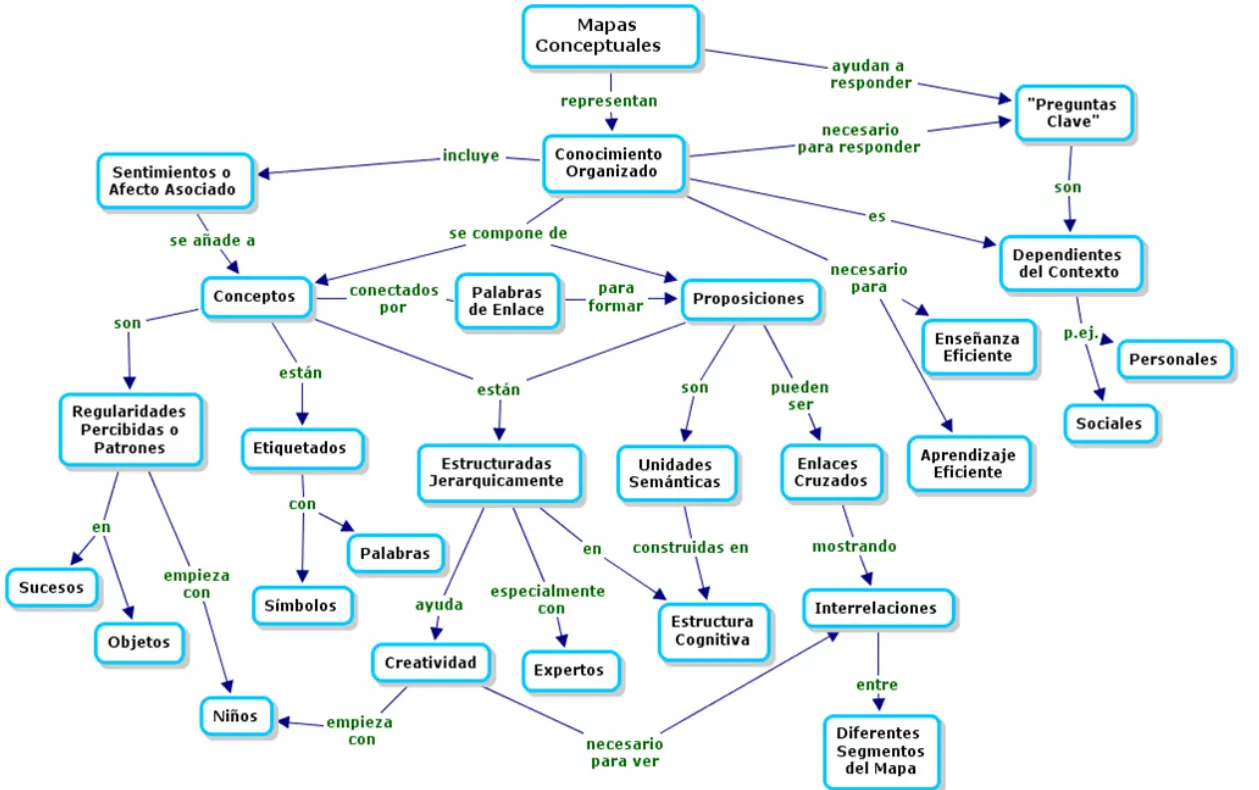 Mapas
Conceptuales
ayudan a
responder
representan
"Preguntas
Clave"
necesario
para responder
Conocimiento
Organizado
incluye
Sentimientos o
Afecto Asociado
son
es
se añade a
se compone de
Dependientes
del Contexto
necesario
para
Conceptos
conectados
por
Palabras
de Enlace
para
formar
Proposiciones
son
p.ej.
Enseñanza
Eficiente
Personales
están
están
son
pueden
ser
Regularidades
Percibidas o
Patrones
Etiquetados
Sociales
Estructuradas
Jerarquicamente
Unidades
Semánticas
Enlaces
Cruzados
Aprendizaje
Eficiente
con
en
Palabras
en
construidas en
mostrando
Sucesos
empieza
con
Símbolos
ayuda
especialmente
con
Estructura
Cognitiva
Interrelaciones
Objetos
Creatividad
Expertos
entre
Niños
empieza
con
necesario
para ver
Diferentes
Segmentos
del Mapa